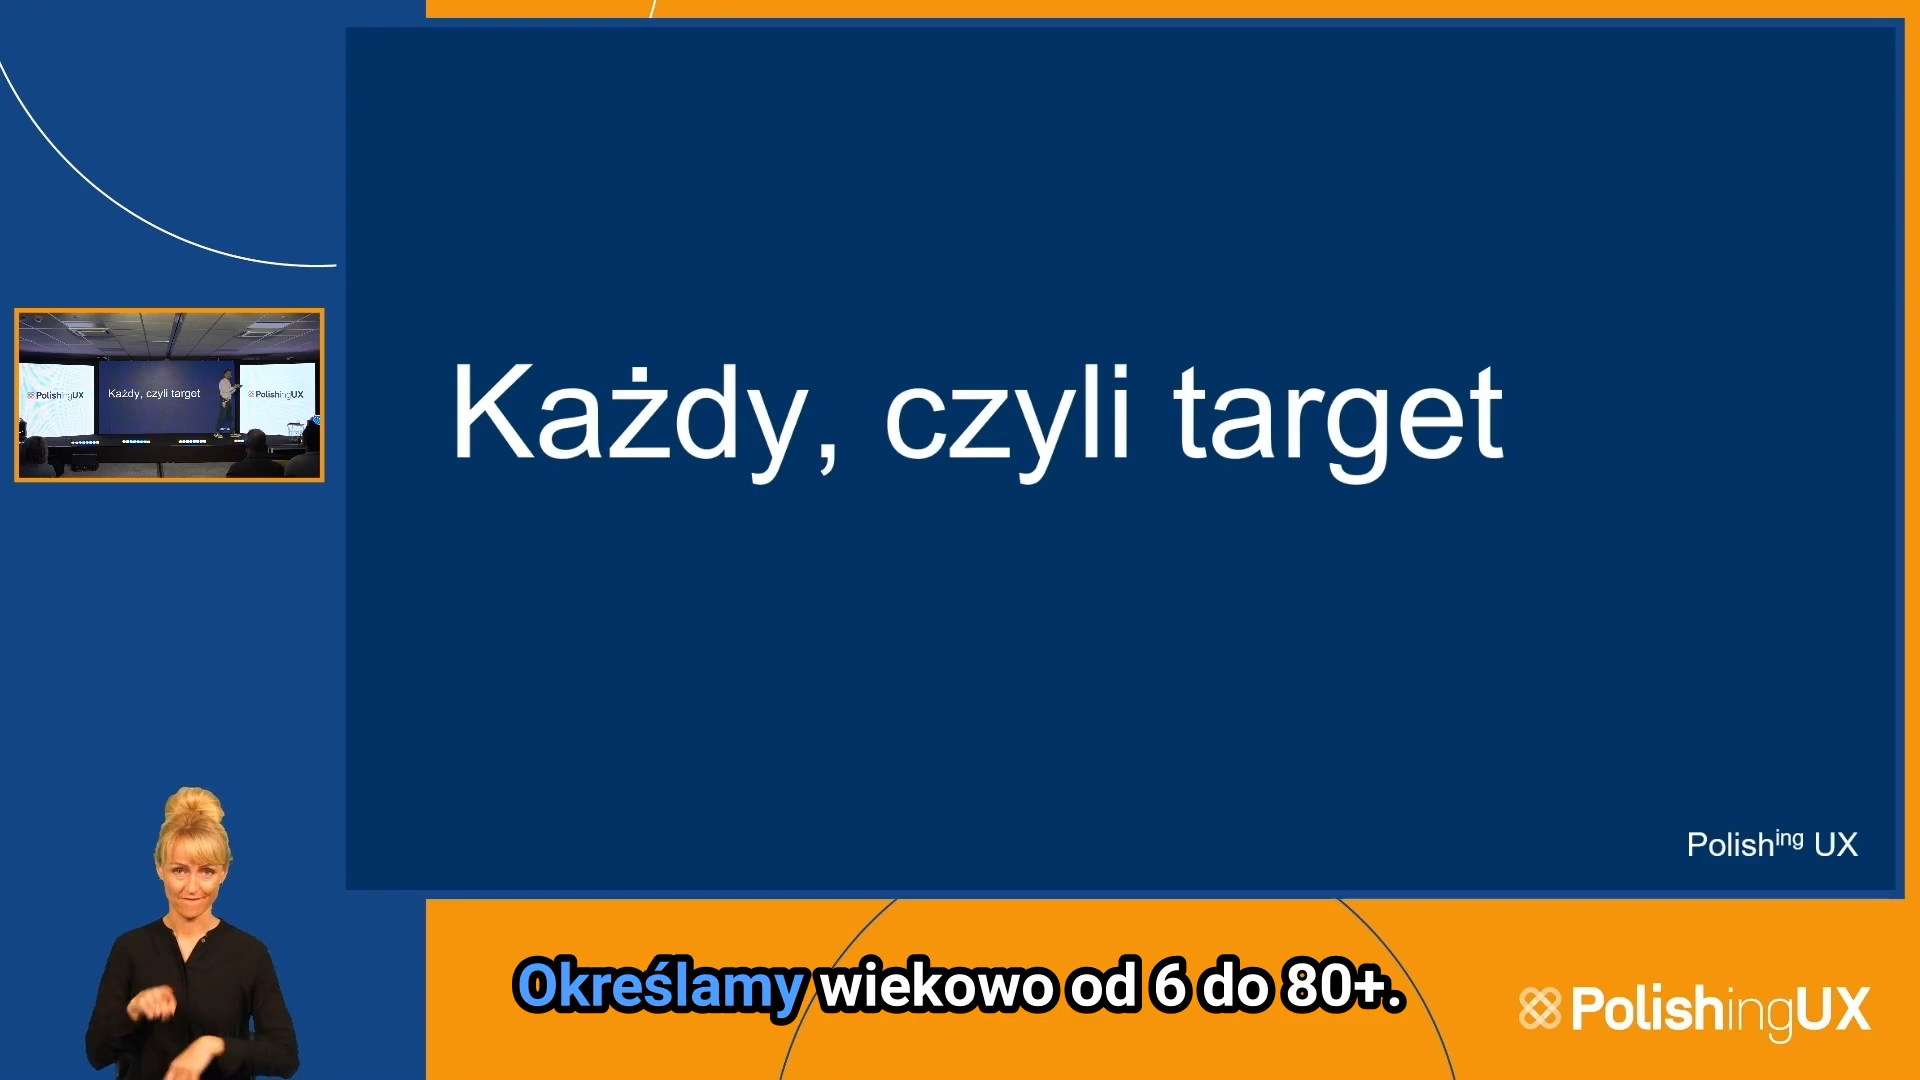 Każdy, czyli target
PolishingUX
Każdy, czyli target
PolishingUX
Polishing UX
Określamy wiekowo od 6 do 80+.
PolishingUX